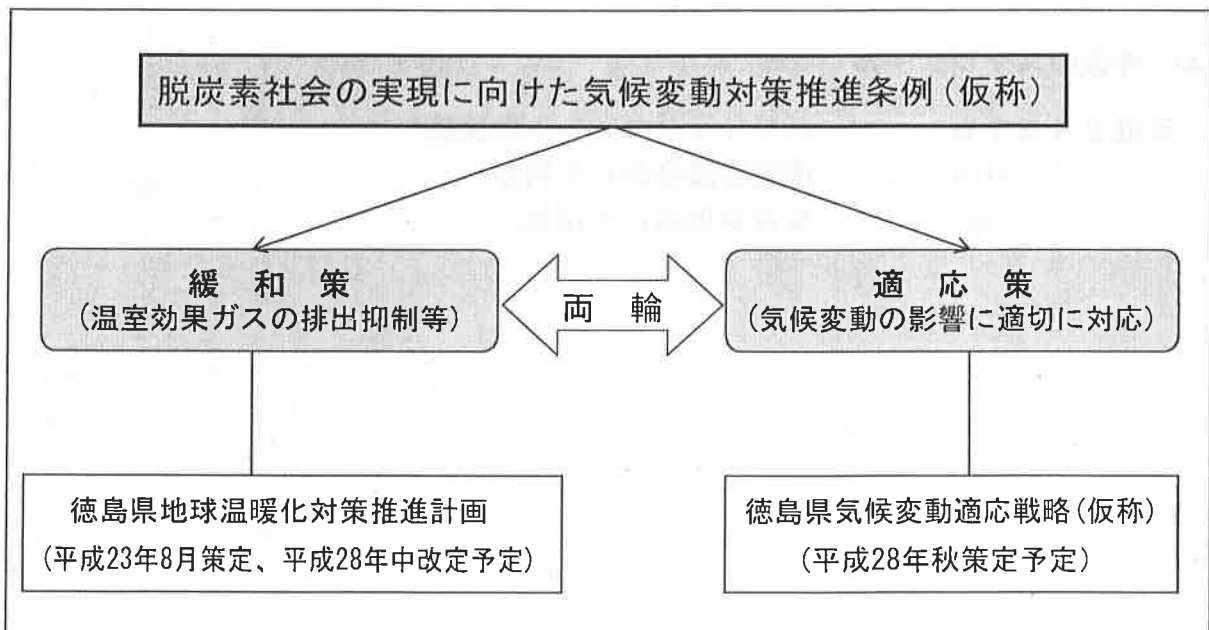 脱炭素社会の実現に向けた気候変動対策推進条例(仮称)
緩和策
(温室効果ガスの排出抑制等)
両輪
適応策
(気候変動の影響に適切に対応)
徳島県地球温暖化対策推進計画
(平成23年8月策定、平成28年中改定予定)
徳島県気候変動適応戦略(仮称)
(平成28年秋策定予定)